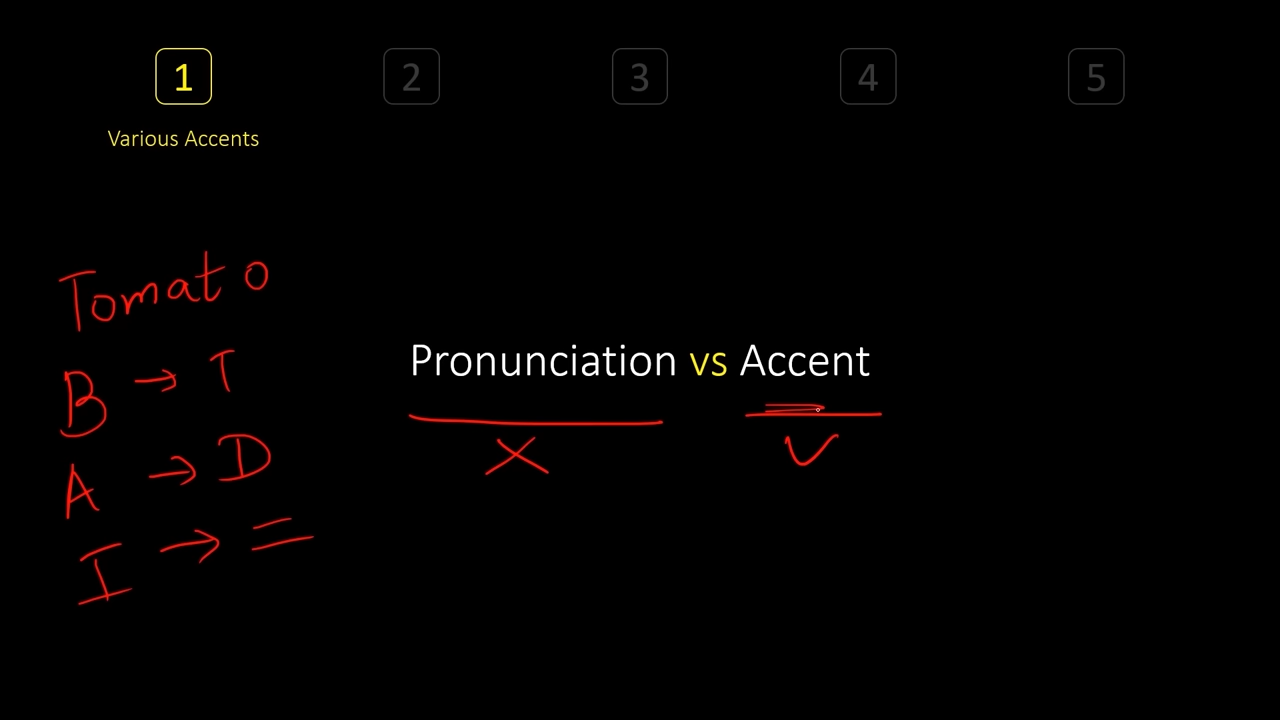 1 2 3 4 5
Various Accents
Tomato
B → T
A → D
I → =
Pronunciation vs Accent
X ✓